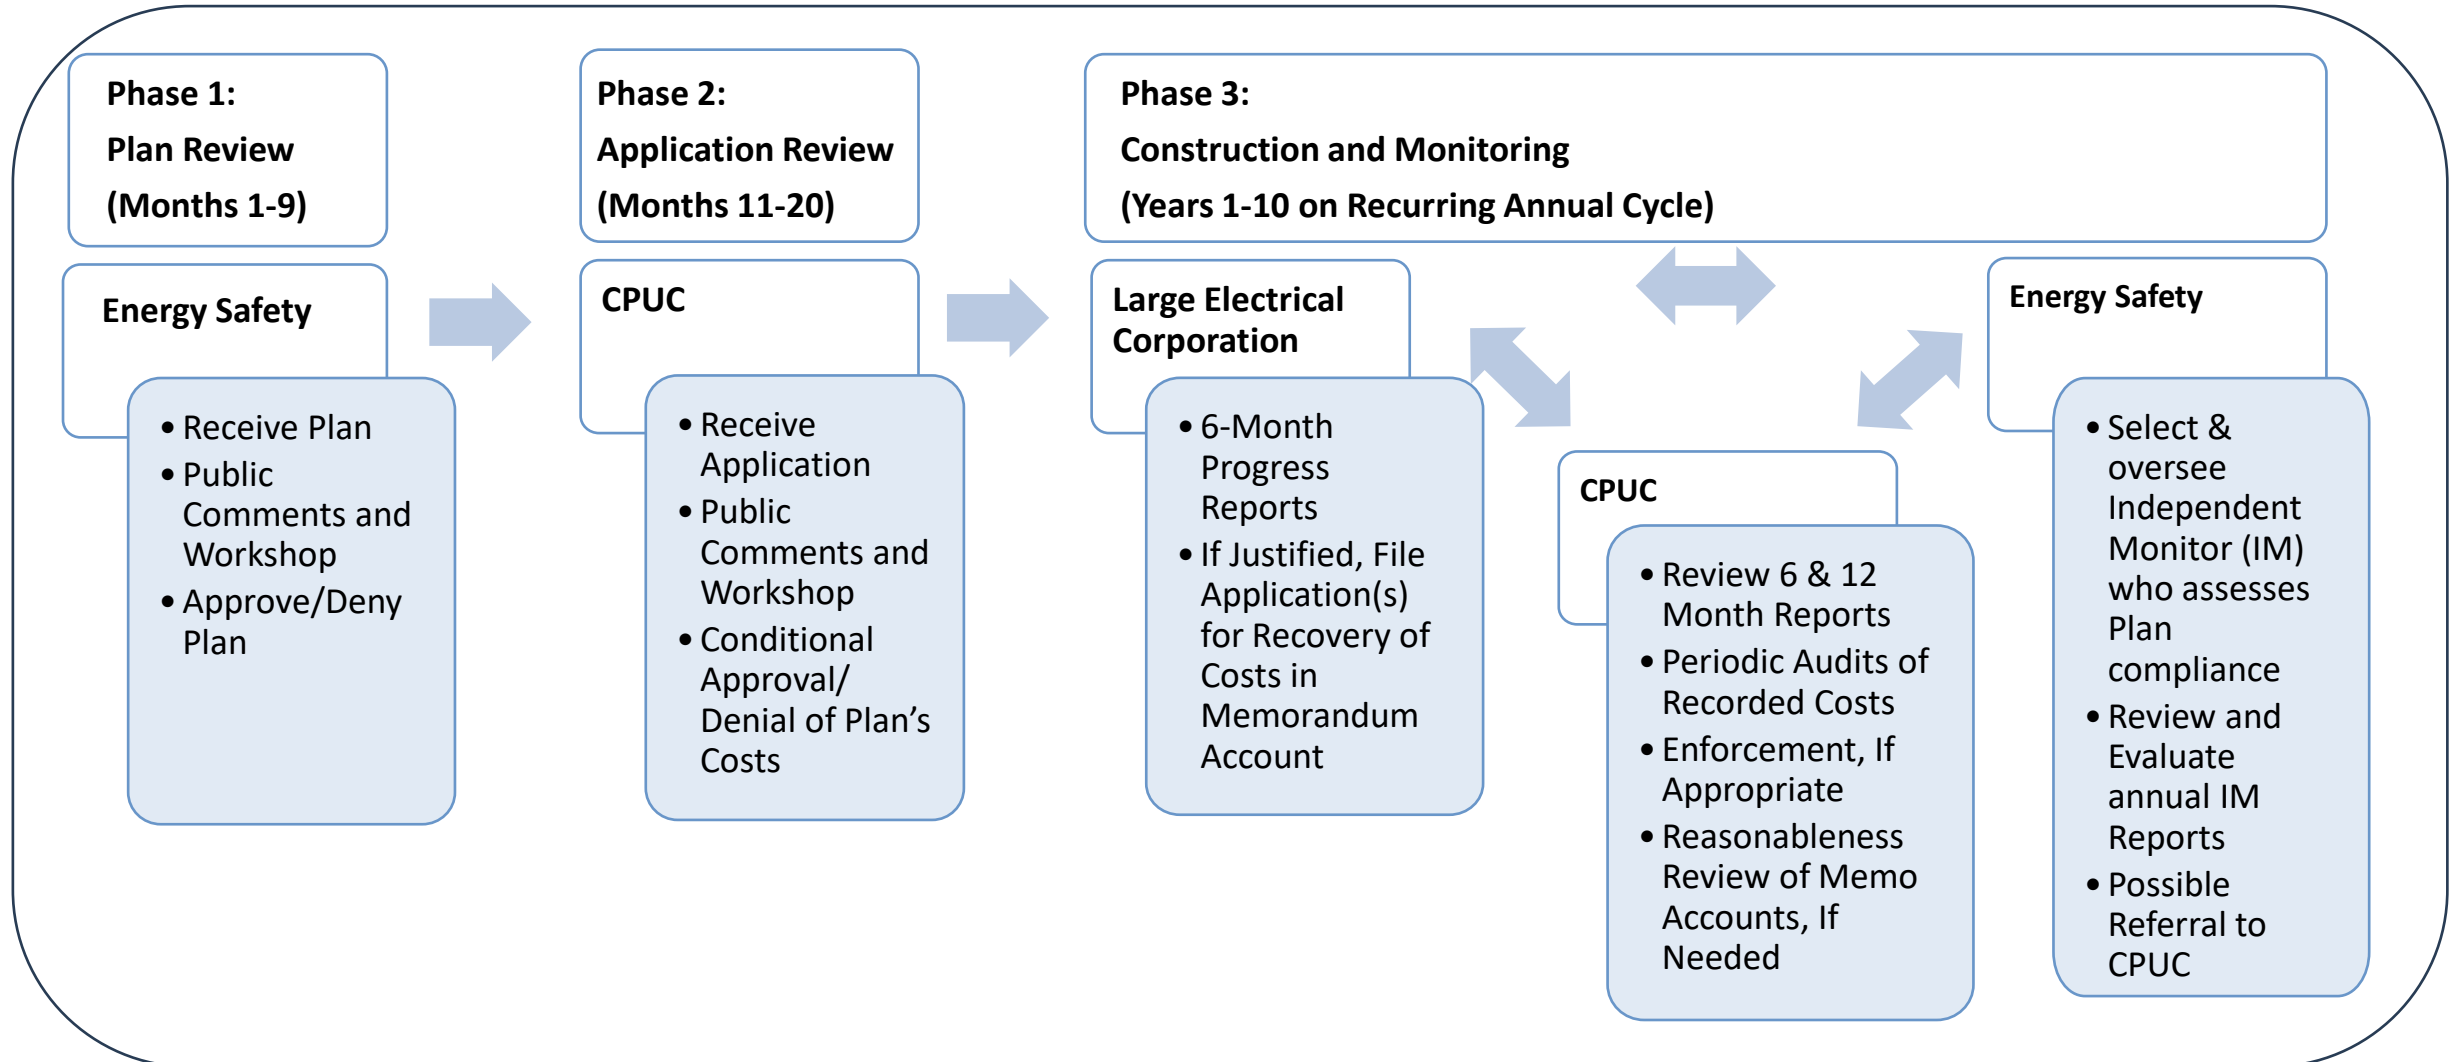 Phase 1:
Plan Review
(Months 1-9)
Energy Safety
• Receive Plan
• Public
Comments and
Workshop
• Approve/Deny
Plan
Phase 2:
Application Review
(Months 11-20)
CPUC
• Receive
Application
• Public
Comments and
Workshop
• Conditional
Approval/
Denial of Plan’s
Costs
Phase 3:
Construction and Monitoring
(Years 1-10 on Recurring Annual Cycle)
Large Electrical
Corporation
• 6-Month
Progress
Reports
• If Justified, File
Application(s)
for Recovery of
Costs in
Memorandum
Account
CPUC
• Review 6 & 12
Month Reports
• Periodic Audits of
Recorded Costs
• Enforcement, If
Appropriate
• Reasonableness
Review of Memo
Accounts, If
Needed
Energy Safety
• Select &
oversee
Independent
Monitor (IM)
who assesses
Plan
compliance
• Review and
Evaluate
annual IM
Reports
• Possible
Referral to
CPUC